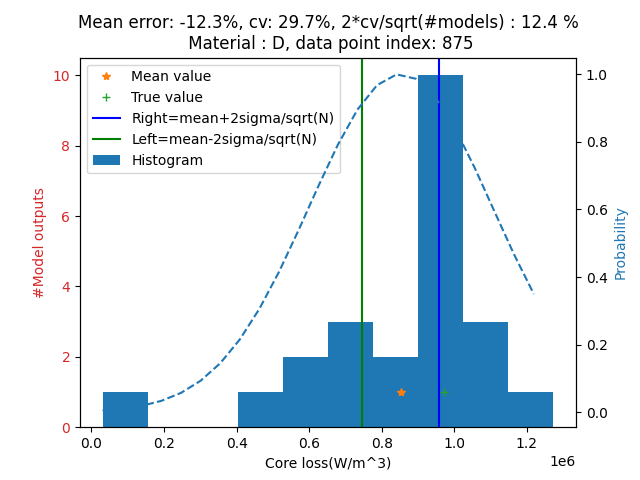 Mean error: -12.3%, cv: 29.7%, 2*cv/sqrt(#models) : 12.4 %
Material : D, data point index: 875
Mean value
True value
Right=mean+2sigma/sqrt(N)
Left=mean-2sigma/sqrt(N)
Histogram
#Model outputs
10
8
6
4
2
0
Probability
1.0
0.8
0.6
0.4
0.2
0.0
0.0 0.2 0.4 0.6 0.8 1.0 1.2
1e6
Core loss(W/m^3)